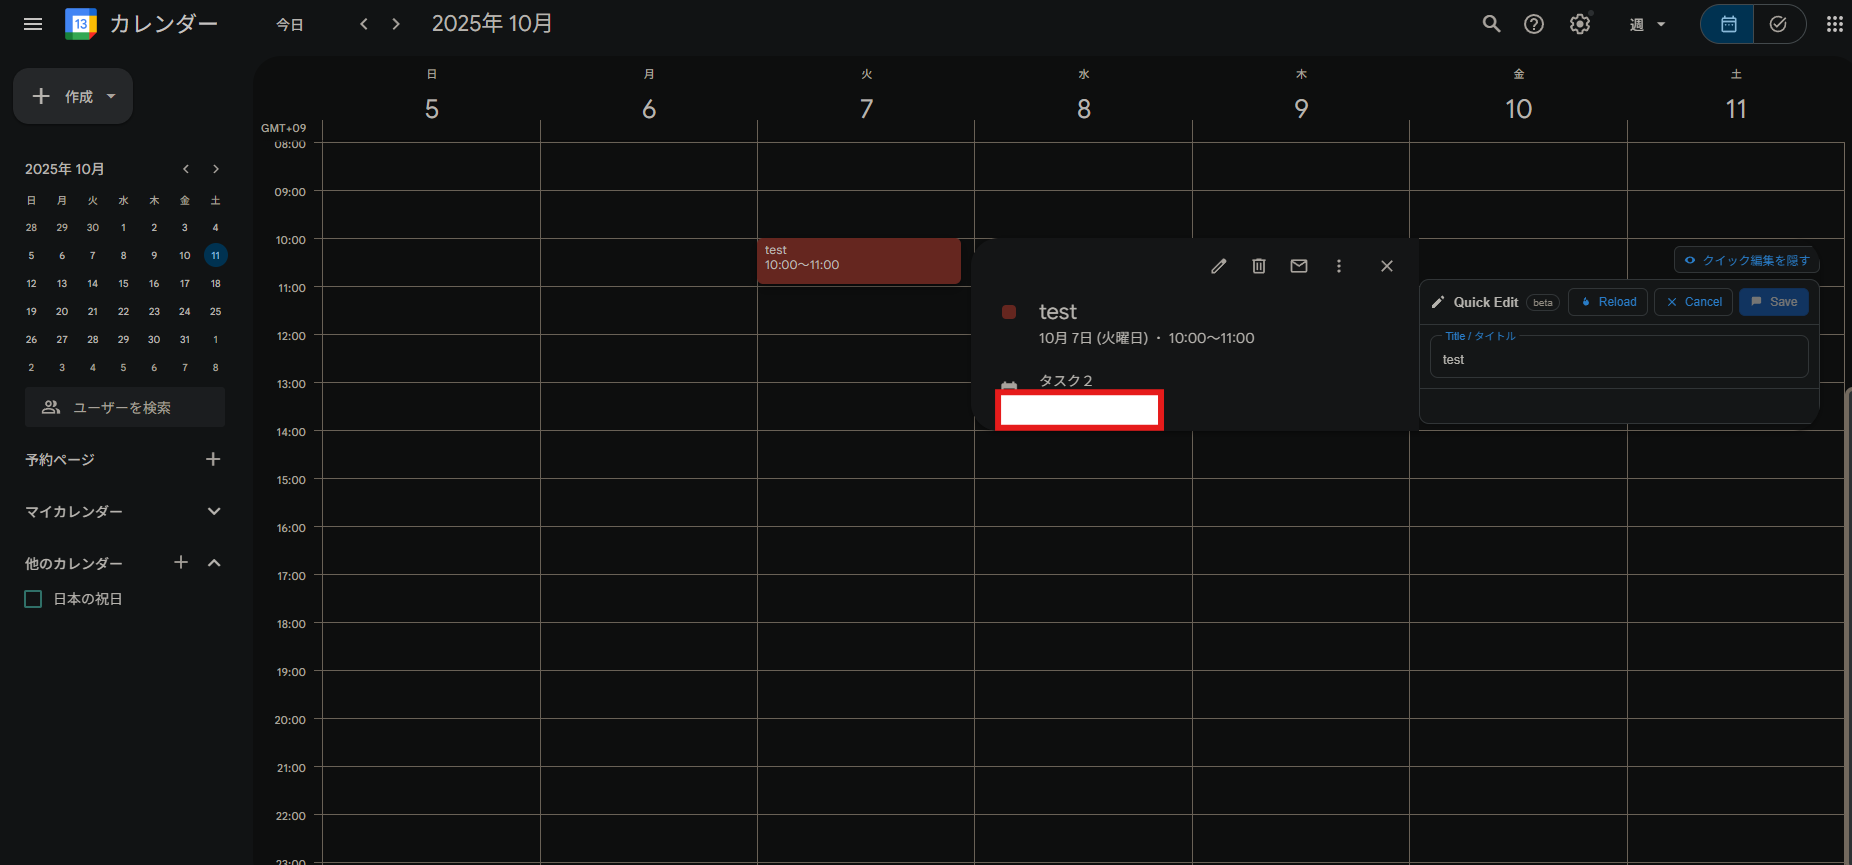 カレンダー
今日
2025年 10月
週
作成
日 月 火 水 木 金 土
5 6 7 8 9 10 11
GMT+09
2025年 10月
日 月 火 水 木 金 土
28 29 30 1 2 3 4
5 6 7 8 9 10 11
12 13 14 15 16 17 18
19 20 21 22 23 24 25
26 27 28 29 30 31 1
2 3 4 5 6 7 8
ユーザーを検索
予約ページ
マイカレンダー
他のカレンダー
日本の祝日
08:00
09:00
10:00
11:00
12:00
13:00
14:00
15:00
16:00
17:00
18:00
19:00
20:00
21:00
22:00
23:00
test
10:00～11:00
test
10月 7日 (火曜日) ・ 10:00～11:00
タスク２
クイック編集を隠す
Quick Edit beta Reload Cancel Save
Title / タイトル
test
13